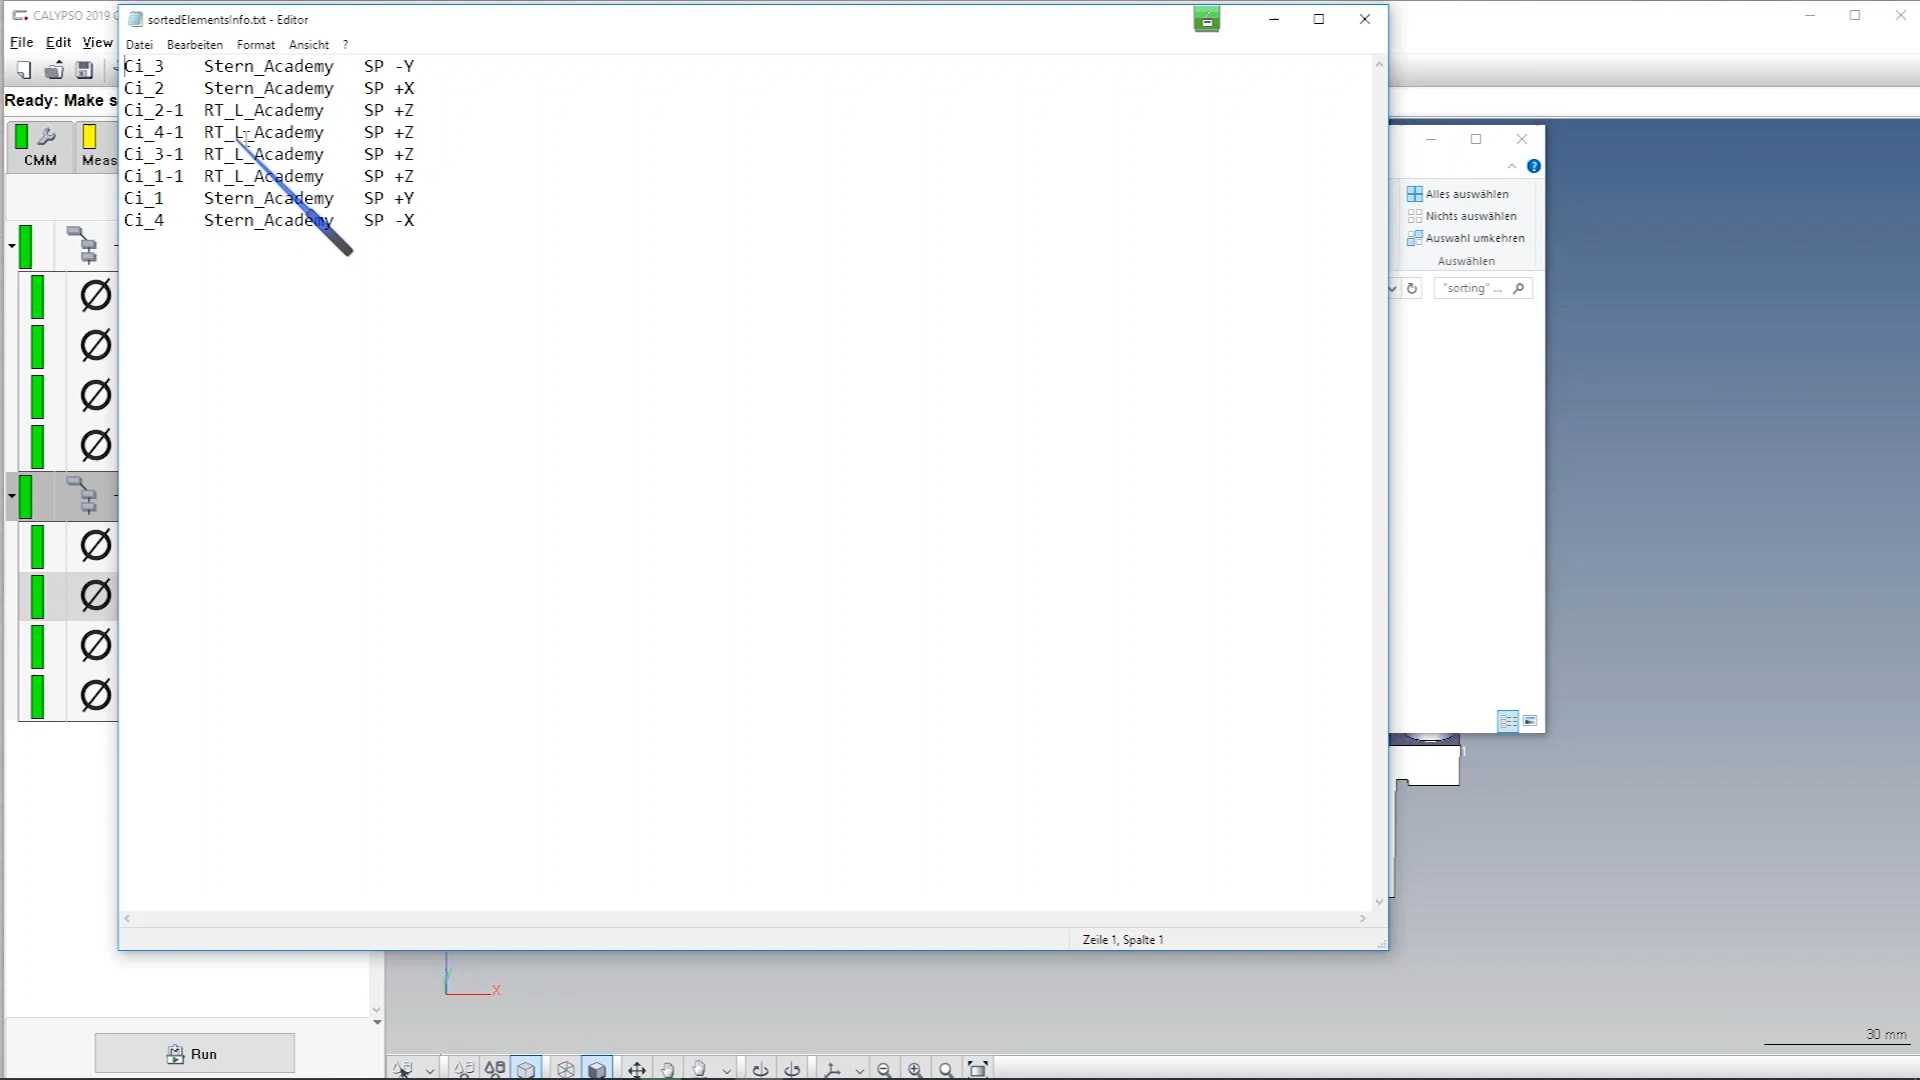 CALYPSO 2019
sortedElementsInfo.txt - Editor
File Edit View
Datei Bearbeiten Format Ansicht ?
Ci_3 Stern_Academy SP -Y
Ci_2 Stern_Academy SP +X
Ci_2-1 RT_L_Academy SP +Z
Ci_4-1 RT_L_Academy SP +Z
Ci_3-1 RT_L_Academy SP +Z
Ci_1-1 RT_L_Academy SP +Z
Ci_1 Stern_Academy SP +Y
Ci_4 Stern_Academy SP -X
Ready: Make s
CMM
Meas
Alles auswählen
Nichts auswählen
Auswahl umkehren
Auswählen
"sorting" ...
Zeile 1, Spalte 1
Y
X
1
30 mm
Run